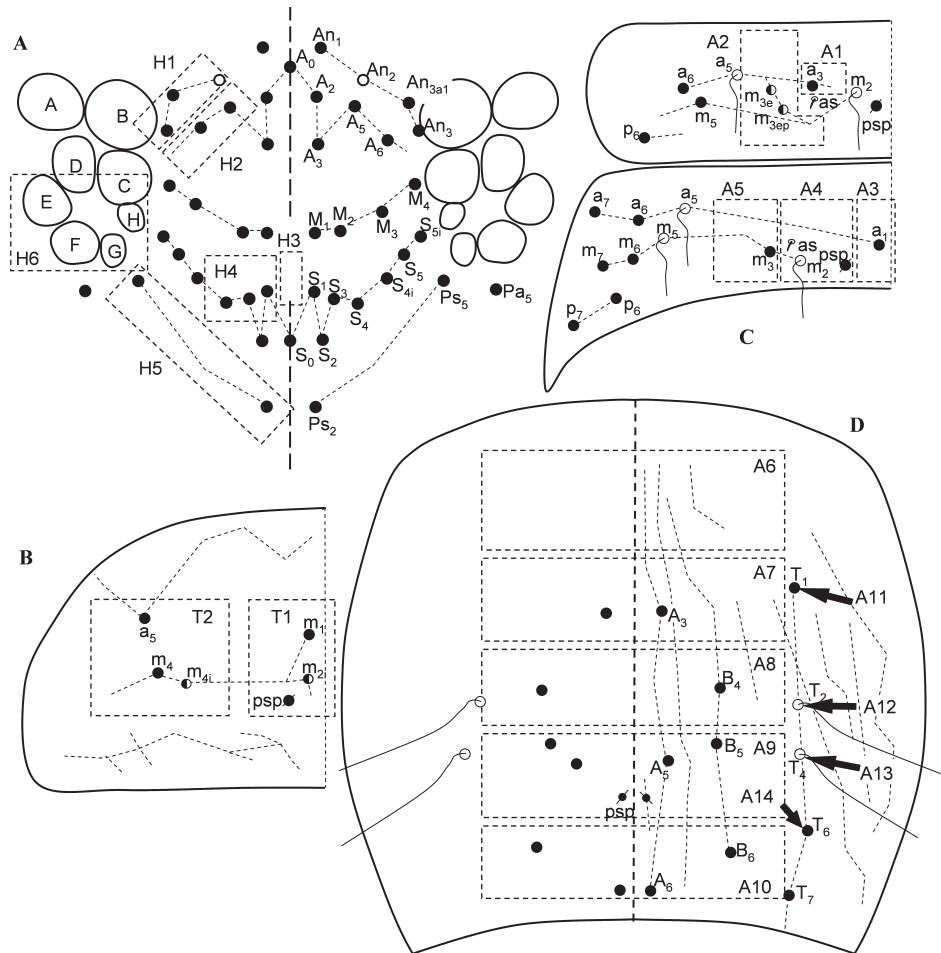 A
H1
An1
A0
An2
A2
An3a1
A
B
A5
An3
H2
A3
A6
D
C
E
H
M4
F
G
H6
M1
M2
M3
H3
S5i
H4
S5
S1
S3
S4i
Ps5
Pa5
S4
H5
S0
S2
Ps2
A2
A1
a5
a3
m2
a6
m3e
as
m5
m3ep
psp
p6
A5
A4
A3
a7
a6
a5
m5
a1
m6
as
m7
m3
m2
psp
p7
p6
C
B
T2
T1
a5
m1
m4
m4i
m2
psp
D
A6
A7
T1
A11
A3
A8
B4
T2
A12
A9
B5
A5
T4
A13
A14
psp
T6
B6
A6
A10
T7